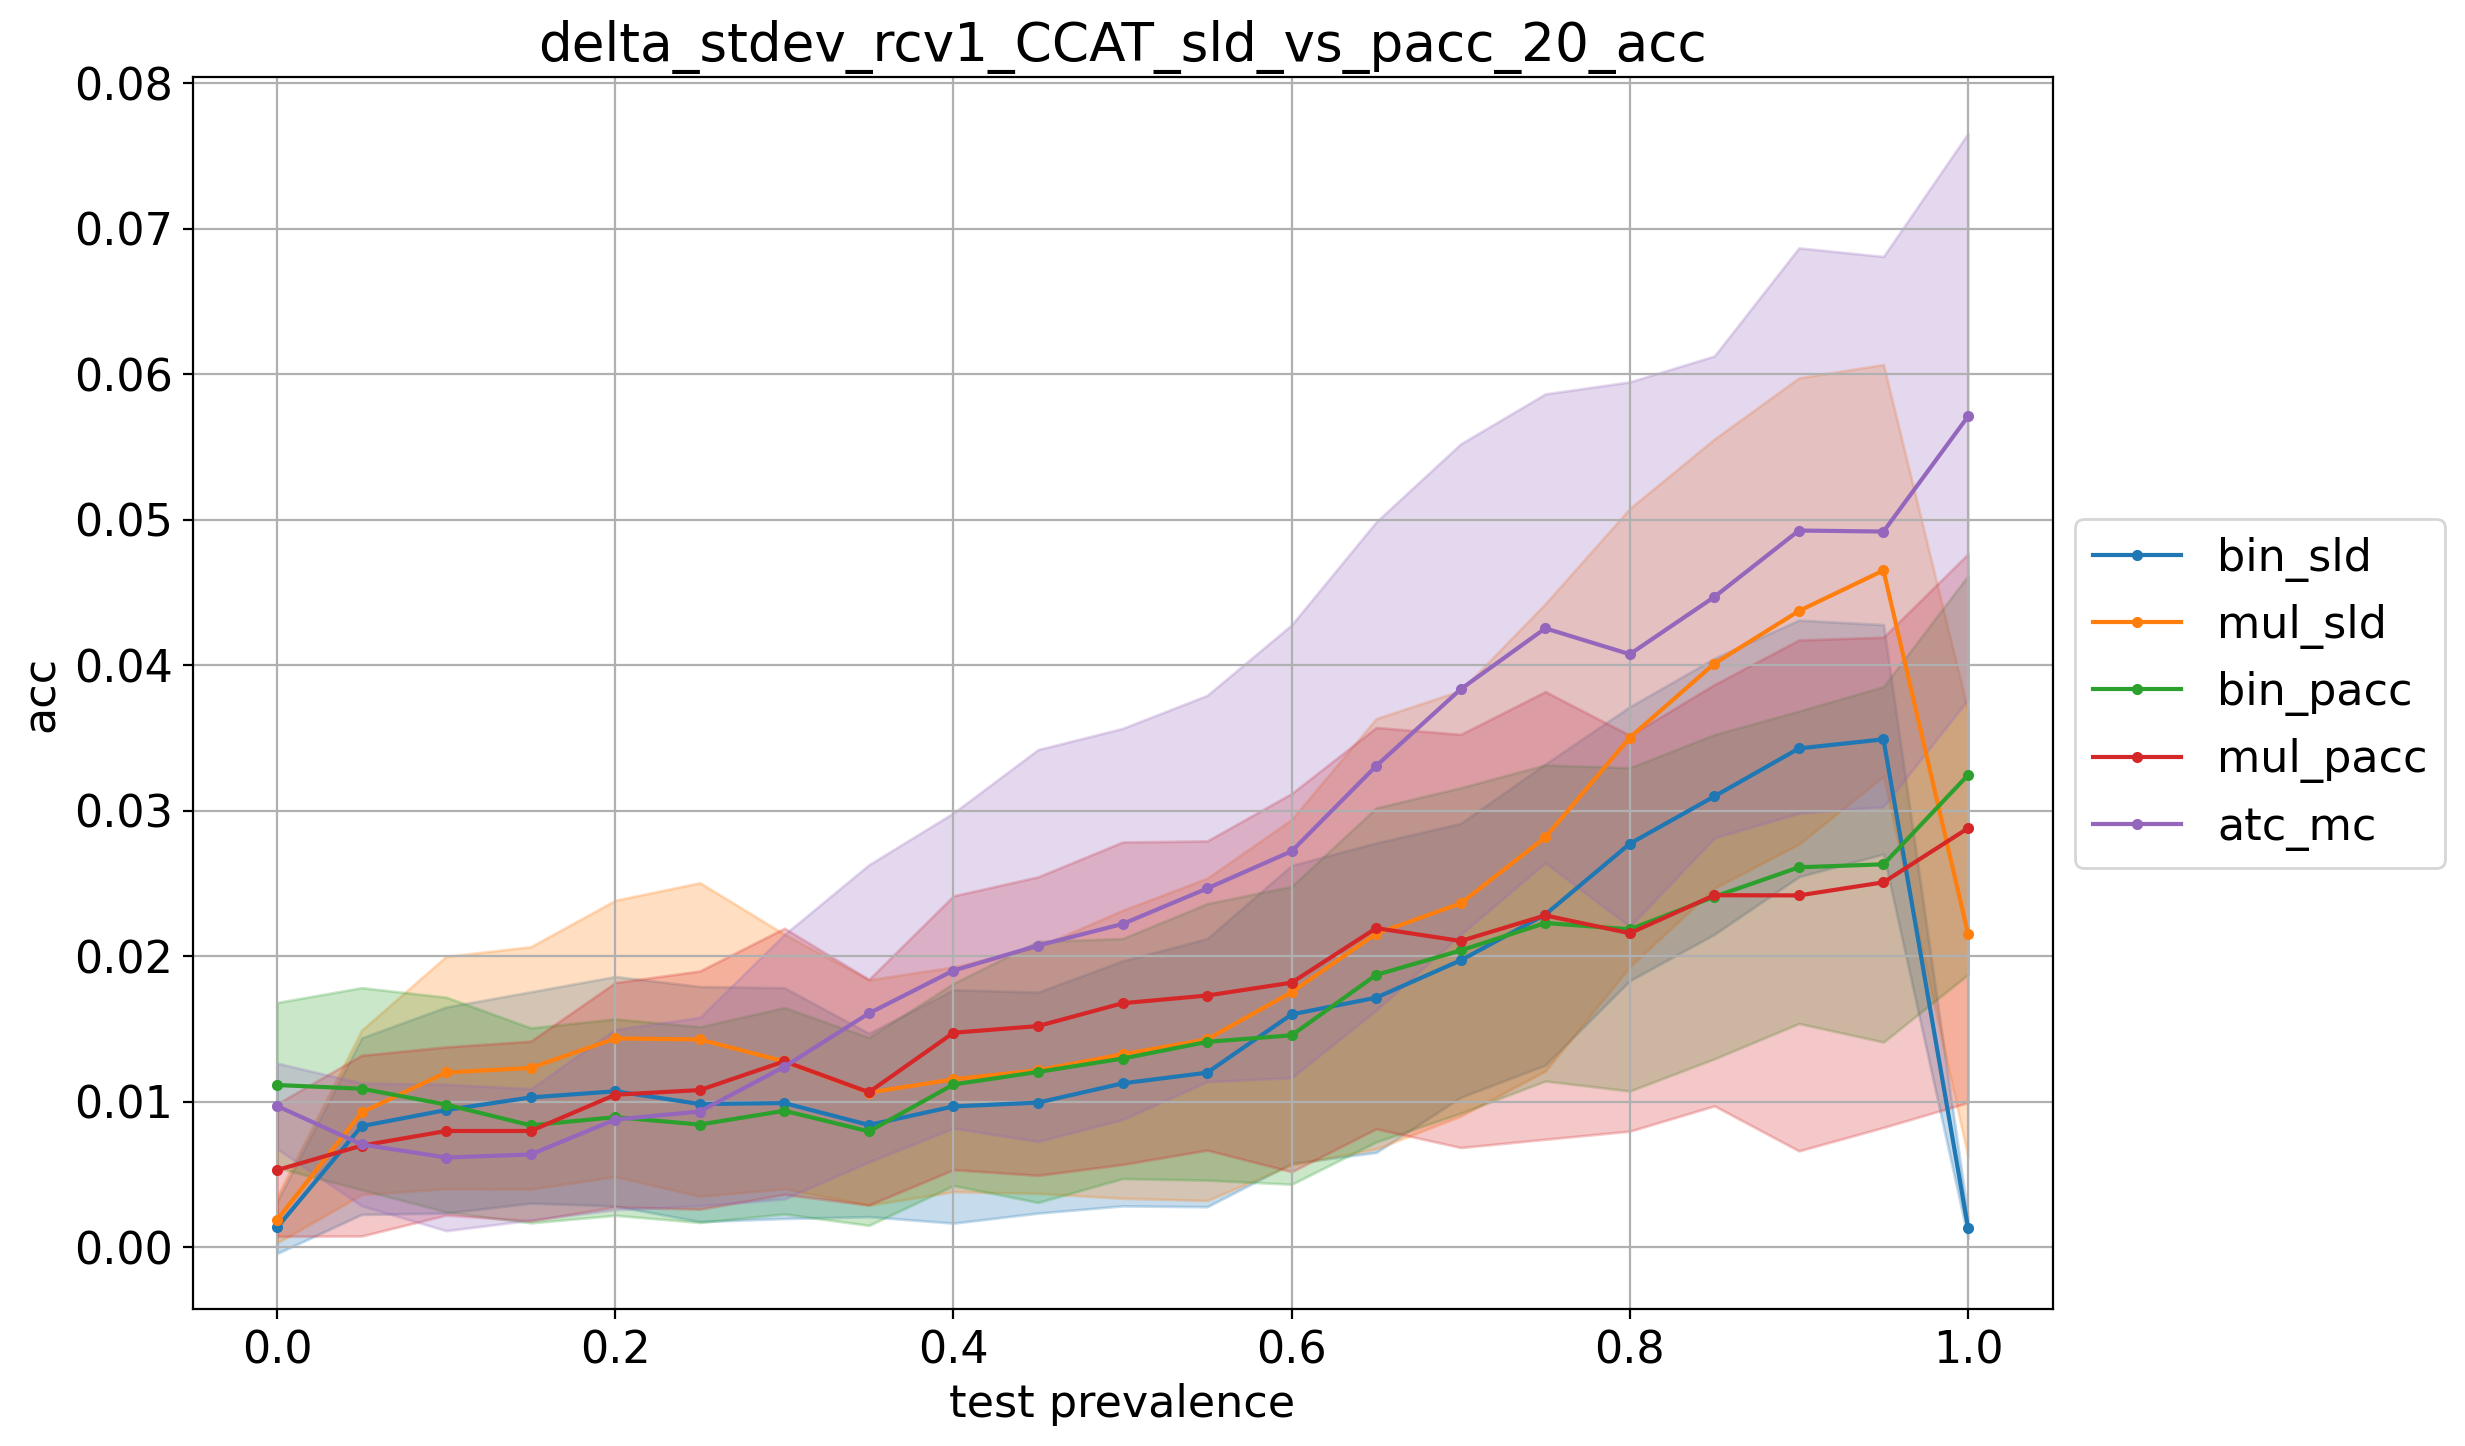 delta_stdev_rcv1_CCAT_sld_vs_pacc_20_acc
0.08
0.07
0.06
0.05
0.04
0.03
0.02
0.01
0.00
acc
0.0 0.2 0.4 0.6 0.8 1.0
test prevalence
bin_sld
mul_sld
bin_pacc
mul_pacc
atc_mc